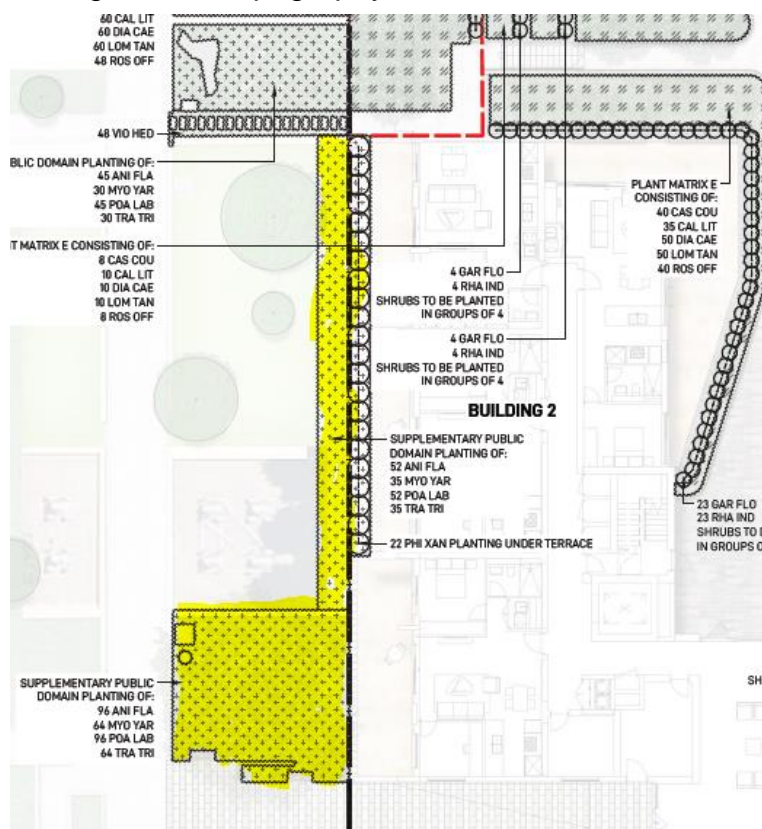 60 CAL LIT
60 DIA CAE
60 LOM TAN
48 ROS OFF
48 VIO HED
BLIC DOMAIN PLANTING OF:
45 ANI FLA
30 MYO YAR
45 POA LAB
30 TRA TRI
T MATRIX E CONSISTING OF:
8 CAS COU
10 CAL LIT
10 DIA CAE
10 LOM TAN
8 ROS OFF
PLANT MATRIX E
CONSISTING OF:
40 CAS COU
35 CAL LIT
50 DIA CAE
50 LOM TAN
40 ROS OFF
4 GAR FLO
4 RHA IND
SHRUBS TO BE PLANTED
IN GROUPS OF 4
4 GAR FLO
4 RHA IND
SHRUBS TO BE PLANTED
IN GROUPS OF 4
BUILDING 2
SUPPLEMENTARY PUBLIC
DOMAIN PLANTING OF:
52 ANI FLA
35 MYO YAR
52 POA LAB
35 TRA TRI
22 PHI XAN PLANTING UNDER TERRACE
23 GAR FLO
23 RHA IND
SHRUBS TO
IN GROUPS
SUPPLEMENTARY PUBLIC
DOMAIN PLANTING OF:
96 ANI FLA
64 MYO YAR
96 POA LAB
64 TRA TRI
SH